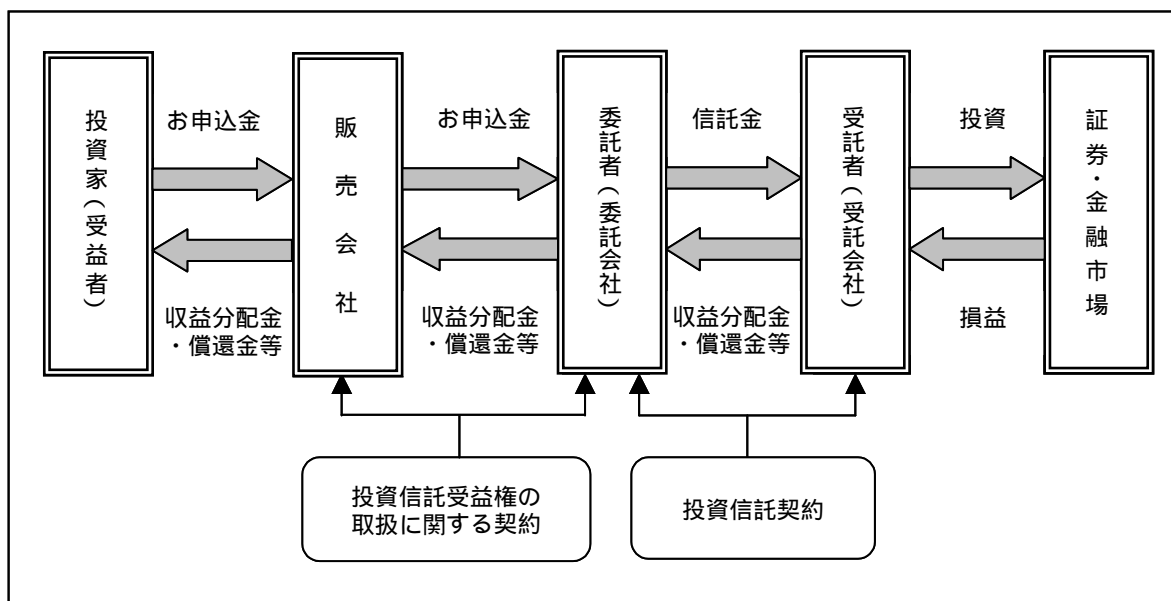 投資家(受益者)
お申込金
収益分配金
・償還金等
販売会社
お申込金
収益分配金
・償還金等
委託者(委託会社)
信託金
収益分配金
・償還金等
受託者(受託会社)
投資
損益
証券・金融市場
投資信託受益権の
取扱に関する契約
投資信託契約